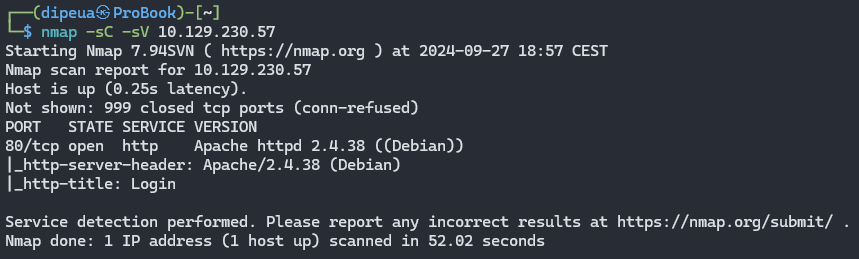 ┌──(dipeua㉿ProBook)-[~]
└─$ nmap -sC -sV 10.129.230.57
Starting Nmap 7.94SVN ( https://nmap.org ) at 2024-09-27 18:57 CEST
Nmap scan report for 10.129.230.57
Host is up (0.25s latency).
Not shown: 999 closed tcp ports (conn-refused)
PORT   STATE SERVICE VERSION
80/tcp open  http    Apache httpd 2.4.38 ((Debian))
|_http-server-header: Apache/2.4.38 (Debian)
|_http-title: Login

Service detection performed. Please report any incorrect results at https://nmap.org/submit/ .
Nmap done: 1 IP address (1 host up) scanned in 52.02 seconds